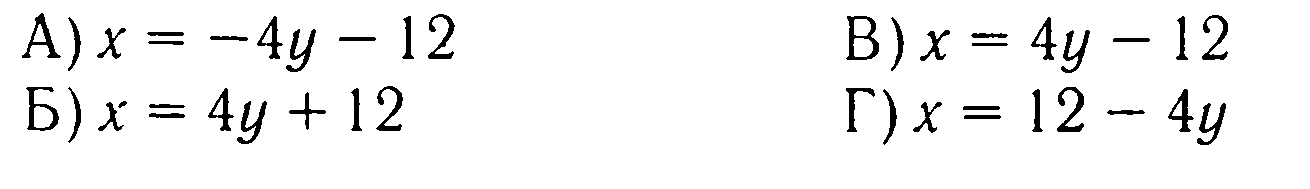 А) x = −4y − 12 В) x = 4y − 12
Б) x = 4y + 12 Г) x = 12 − 4y